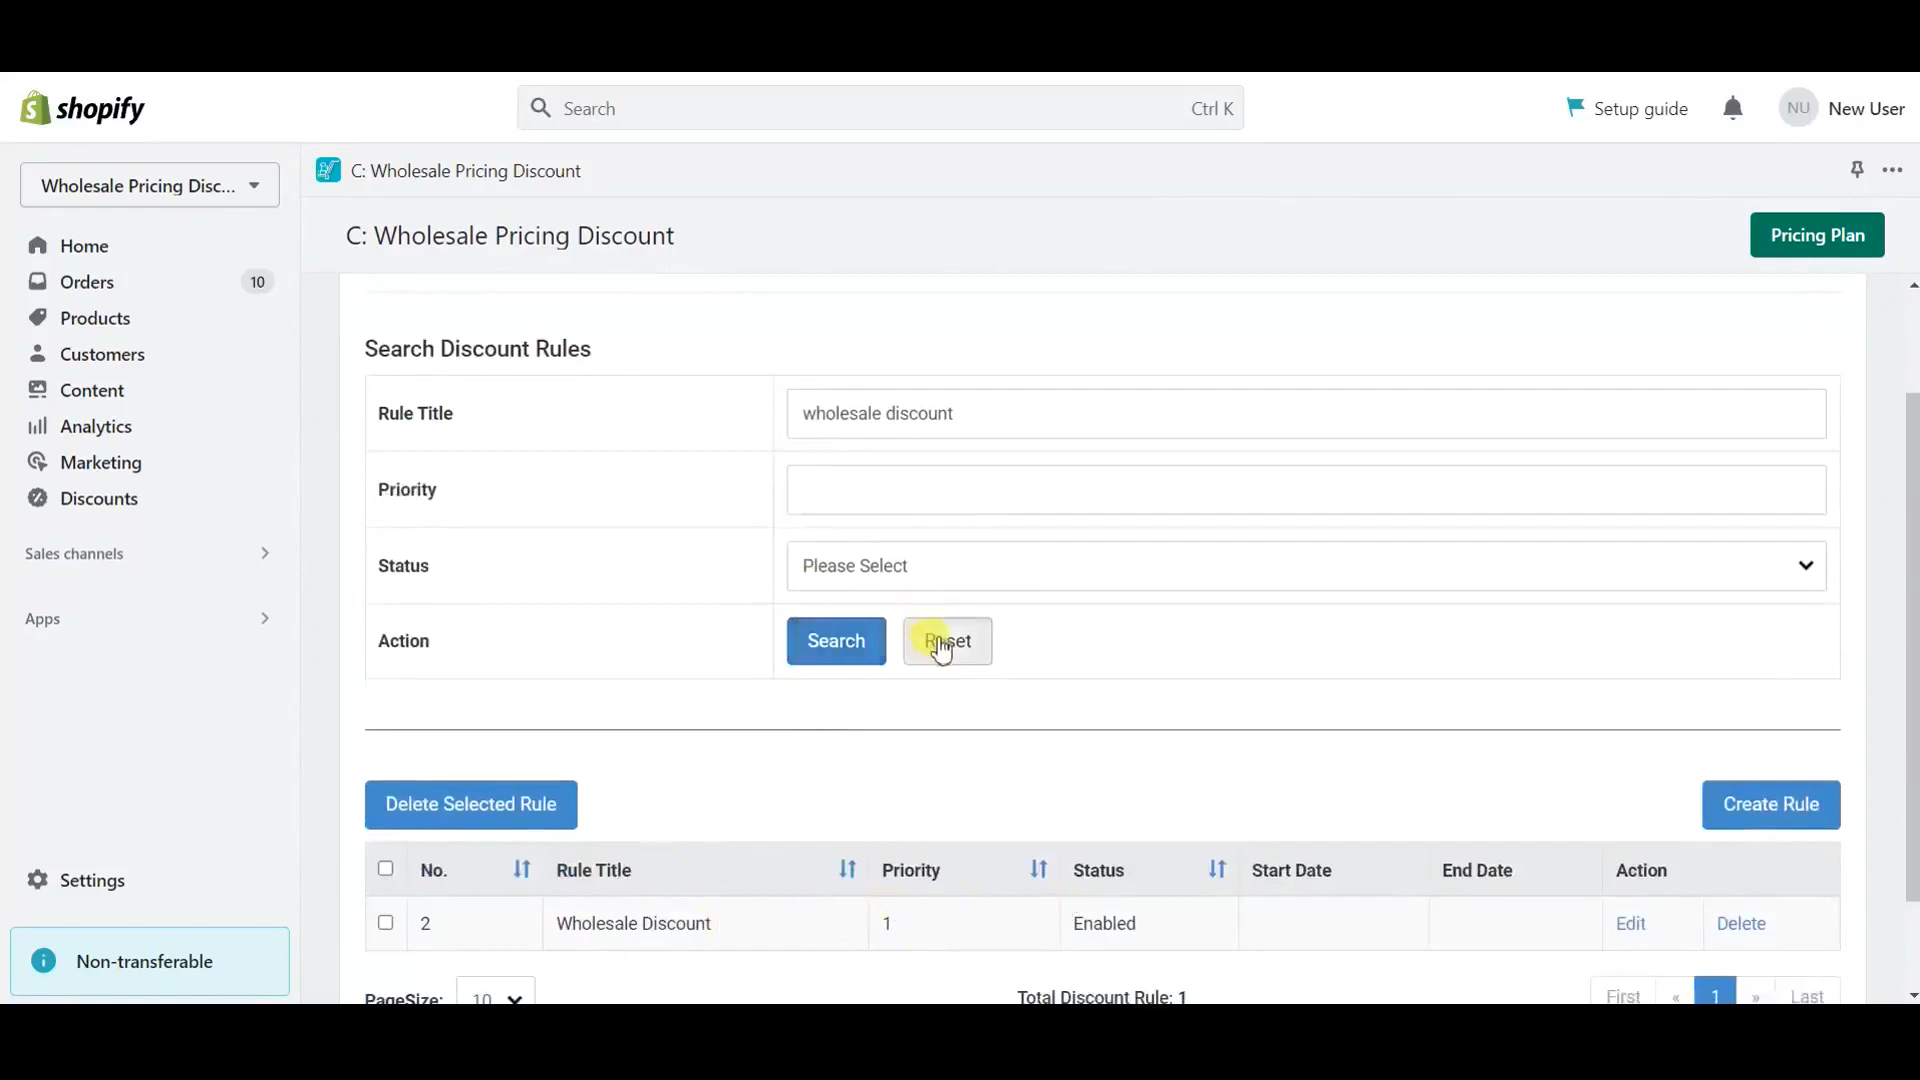 shopify
Search Ctrl K
Setup guide
NU New User
Wholesale Pricing Disc...
C: Wholesale Pricing Discount
C: Wholesale Pricing Discount
Pricing Plan
Home
Orders 10
Products
Customers
Content
Analytics
Marketing
Discounts
Sales channels
Apps
Settings
Non-transferable
Search Discount Rules
Rule Title wholesale discount
Priority
Status Please Select
Action Search Reset
Delete Selected Rule Create Rule
No. Rule Title Priority Status Start Date End Date Action
2 Wholesale Discount 1 Enabled Edit Delete
PageSize: 10 Total Discount Rule: 1 First « 1 » Last